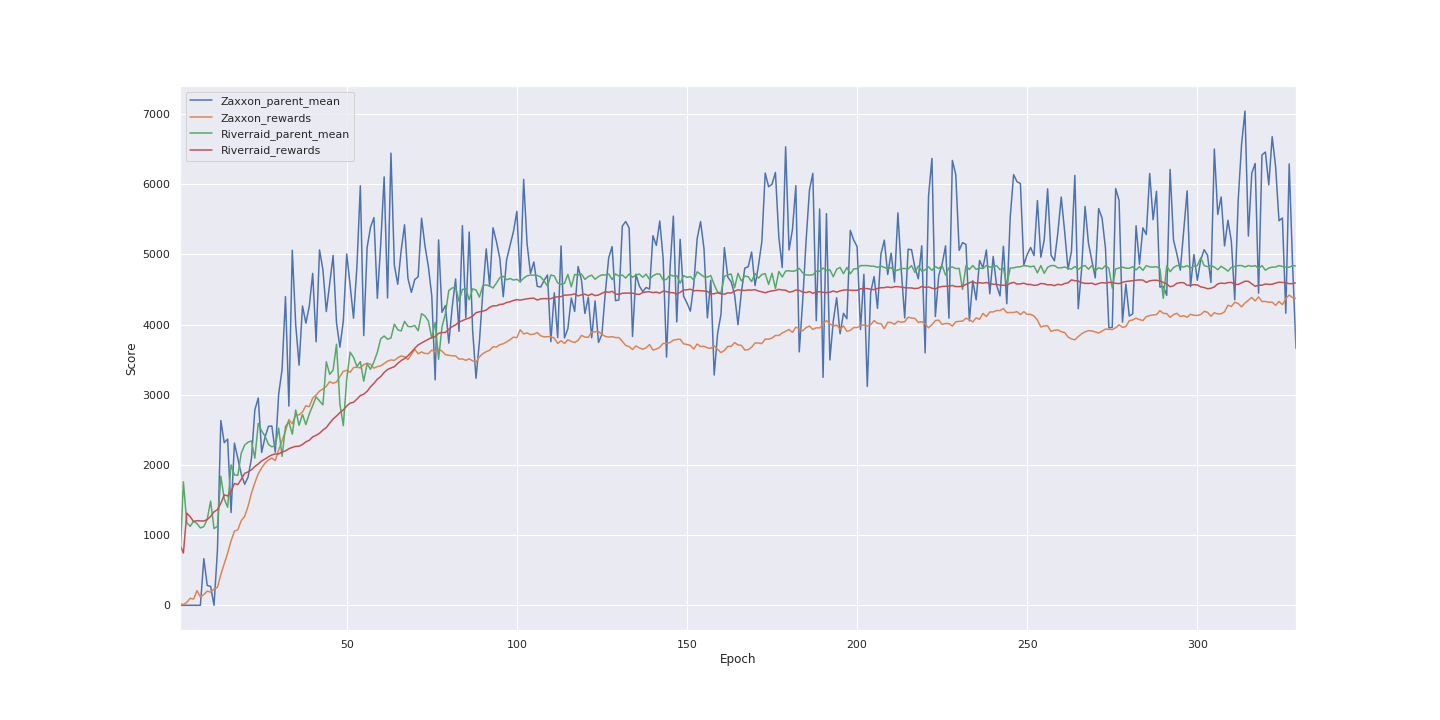 Zaxxon_parent_mean
Zaxxon_rewards
Riverraid_parent_mean
Riverraid_rewards
7000
6000
5000
4000
3000
2000
1000
0
Score
50 100 150 200 250 300
Epoch